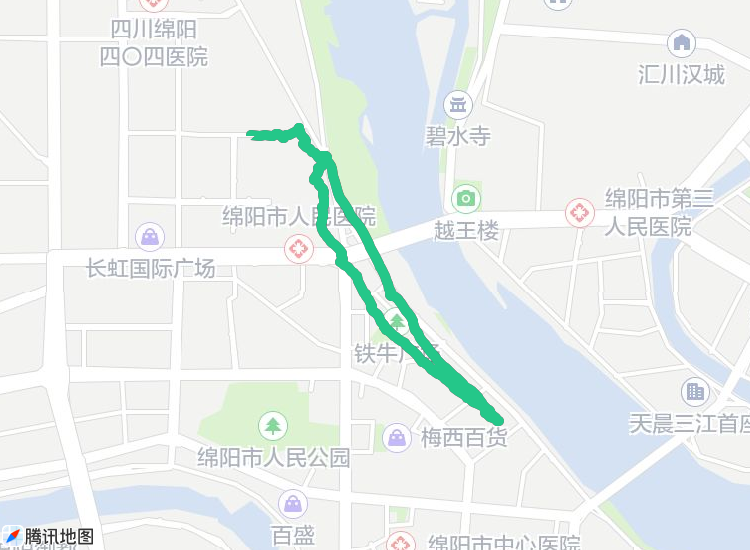 四川绵阳
四〇四医院
汇川汉城
碧水寺
绵阳市第三
人民医院
绵阳市人民医院
越王楼
长虹国际广场
铁牛广场
天晨三江首座
梅西百货
绵阳市人民公园
百盛
腾讯地图
绵阳市中心医院